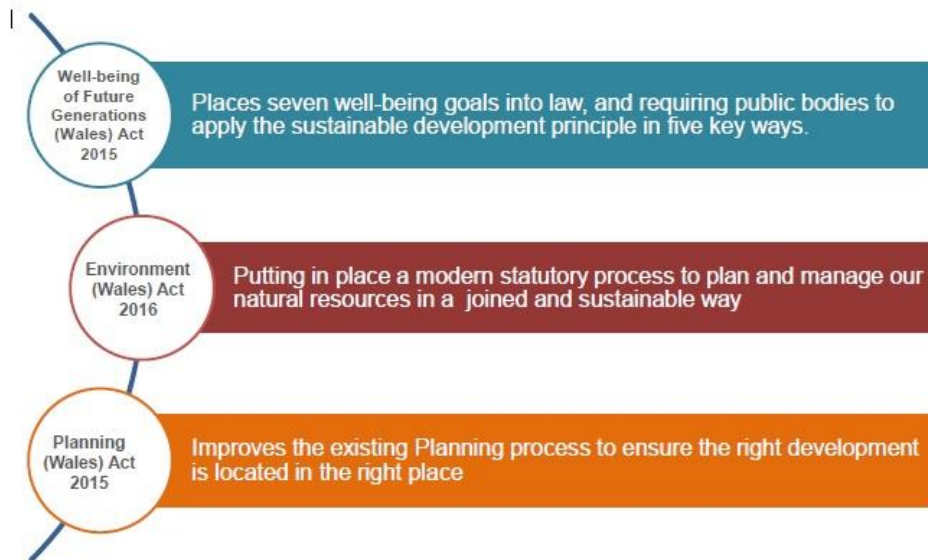 Well-being
of Future
Generations
(Wales) Act
2015
Places seven well-being goals into law, and requiring public bodies to
apply the sustainable development principle in five key ways.
Environment
(Wales) Act
2016
Putting in place a modern statutory process to plan and manage our
natural resources in a joined and sustainable way
Planning
(Wales) Act
2015
Improves the existing Planning process to ensure the right development
is located in the right place